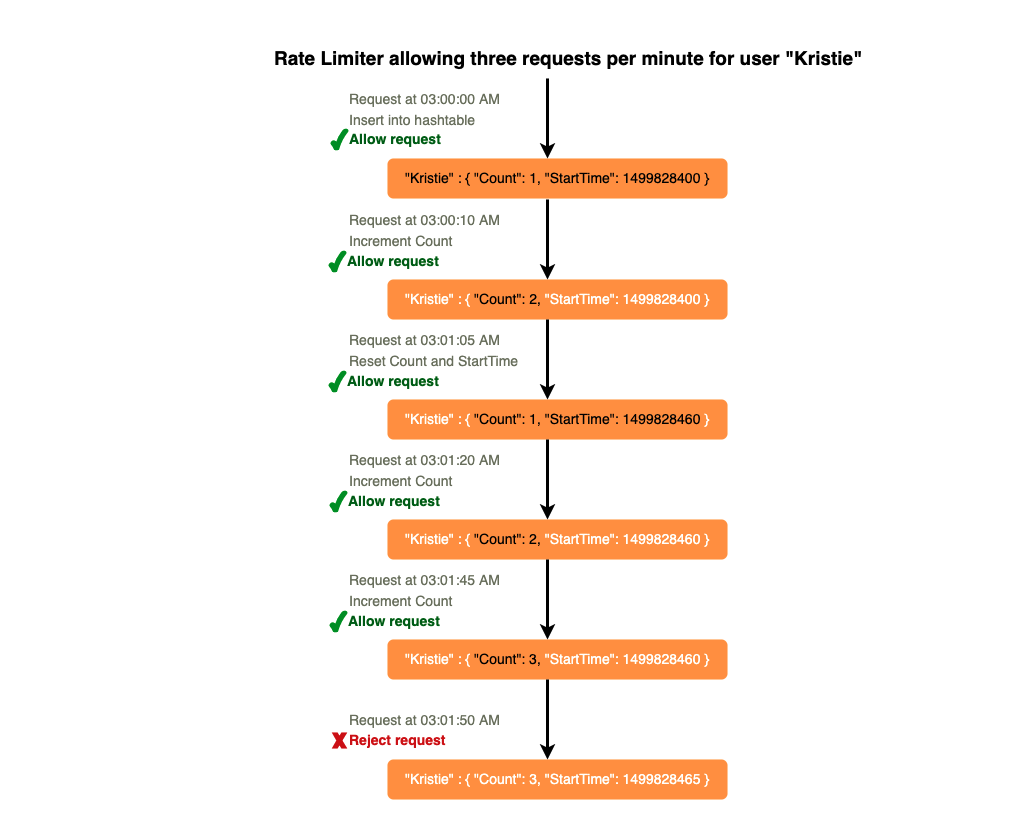 Rate Limiter allowing three requests per minute for user "Kristie"
Request at 03:00:00 AM
Insert into hashtable
Allow request
"Kristie" : { "Count": 1, "StartTime": 1499828400 }
Request at 03:00:10 AM
Increment Count
Allow request
"Kristie" : { "Count": 2, "StartTime": 1499828400 }
Request at 03:01:05 AM
Reset Count and StartTime
Allow request
"Kristie" : { "Count": 1, "StartTime": 1499828460 }
Request at 03:01:20 AM
Increment Count
Allow request
"Kristie" : { "Count": 2, "StartTime": 1499828460 }
Request at 03:01:45 AM
Increment Count
Allow request
"Kristie" : { "Count": 3, "StartTime": 1499828460 }
Request at 03:01:50 AM
Reject request
"Kristie" : { "Count": 3, "StartTime": 1499828465 }